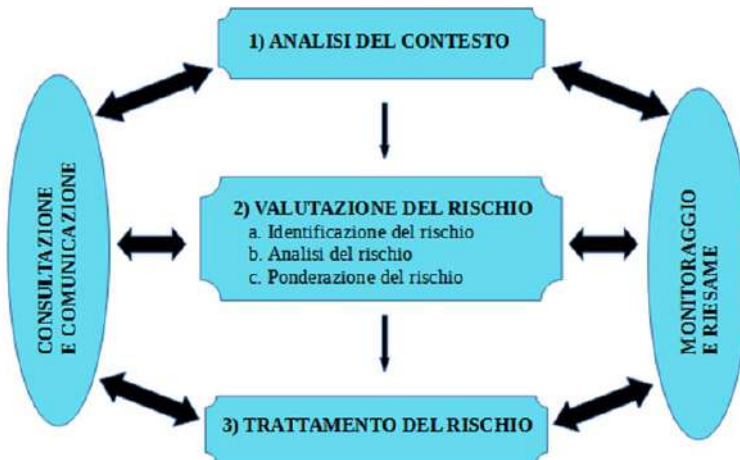 1) ANALISI DEL CONTESTO
CONSULTAZIONE
E COMUNICAZIONE
2) VALUTAZIONE DEL RISCHIO
a. Identificazione del rischio
b. Analisi del rischio
c. Ponderazione del rischio
MONITORAGGIO
E RIESAME
3) TRATTAMENTO DEL RISCHIO